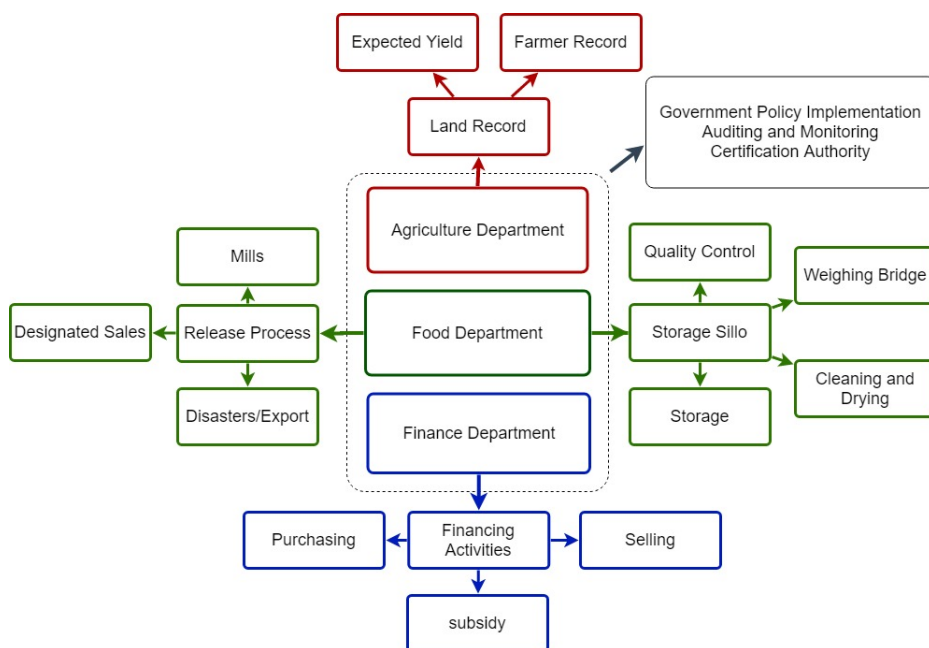 Expected Yield
Farmer Record
Land Record
Government Policy Implementation
Auditing and Monitoring
Certification Authority
Agriculture Department
Mills
Quality Control
Weighing Bridge
Designated Sales
Release Process
Food Department
Storage Sillo
Disasters/Export
Cleaning and
Drying
Storage
Finance Department
Purchasing
Financing
Activities
Selling
subsidy